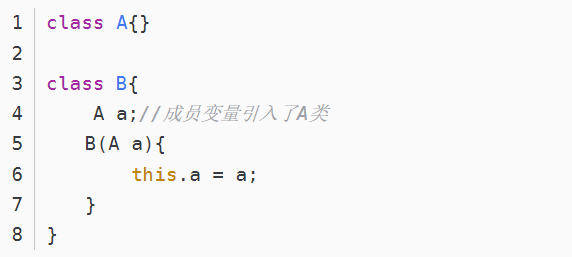 1 class A{}
2
3 class B{
4     A a;//成员变量引入了A类
5     B(A a){
6         this.a = a;
7     }
8 }